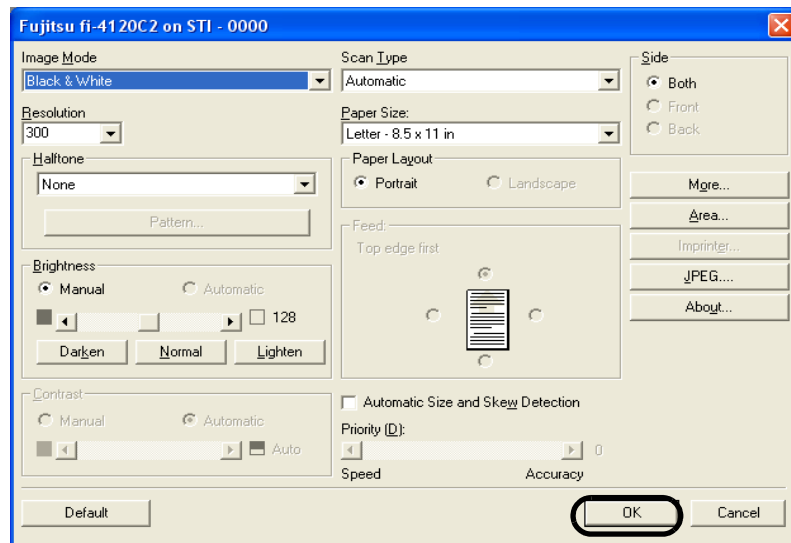 Fujitsu fi-4120C2 on STI - 0000
Image Mode
Black & White
Resolution
300
Halftone
None
Pattern...
Brightness
Manual
Automatic
128
Darken
Normal
Lighten
Contrast
Manual
Automatic
Auto
Scan Type
Automatic
Paper Size:
Letter - 8.5 x 11 in
Paper Layout
Portrait
Landscape
Feed:
Top edge first
Automatic Size and Skew Detection
Priority (D):
0
Speed
Accuracy
Side
Both
Front
Back
More...
Area...
Imprinter...
JPEG....
About...
Default
OK
Cancel